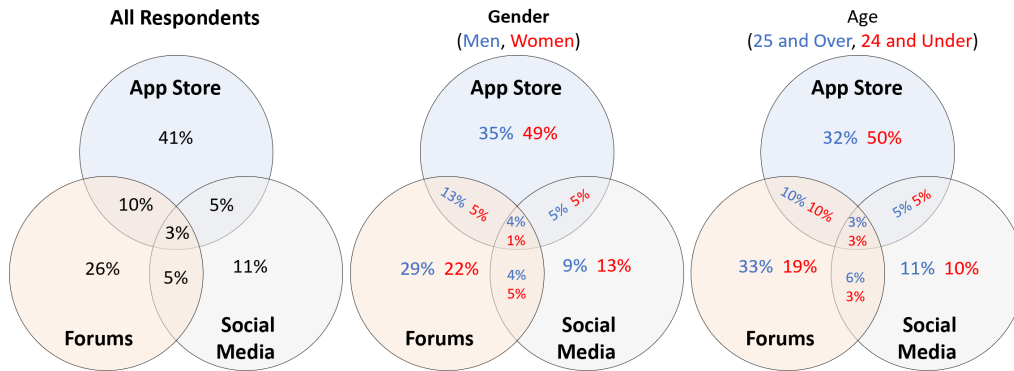 All Respondents
App Store
41%
10%
5%
3%
26%
5%
11%
Forums
Social
Media
Gender
(Men, Women)
App Store
35% 49%
13% 5%
5% 5%
4%
1%
29% 22%
4%
5%
9% 13%
Forums
Social
Media
Age
(25 and Over, 24 and Under)
App Store
32% 50%
10% 10%
5% 5%
3%
3%
33% 19%
6%
3%
11% 10%
Forums
Social
Media